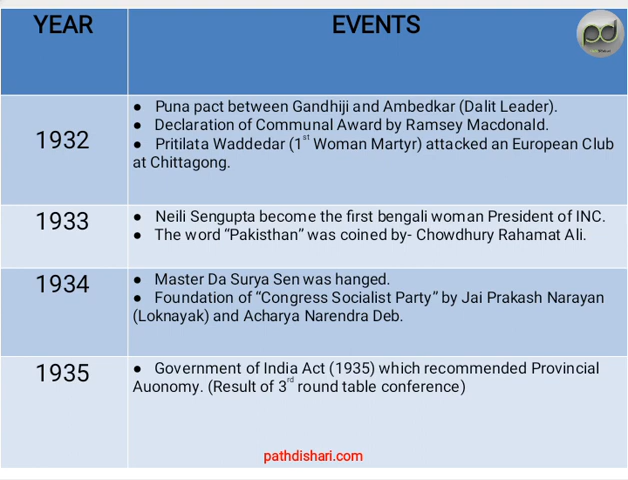 YEAR
EVENTS
pd
1932
● Puna pact between Gandhiji and Ambedkar (Dalit Leader).
● Declaration of Communal Award by Ramsey Macdonald.
● Pritilata Waddedar (1st Woman Martyr) attacked an European Club
at Chittagong.
1933
● Neili Sengupta become the first bengali woman President of INC.
● The word “Pakisthan” was coined by- Chowdhury Rahamat Ali.
1934
● Master Da Surya Sen was hanged.
● Foundation of “Congress Socialist Party” by Jai Prakash Narayan
(Loknayak) and Acharya Narendra Deb.
1935
● Government of India Act (1935) which recommended Provincial
Auonomy. (Result of 3rd round table conference)
pathdishari.com